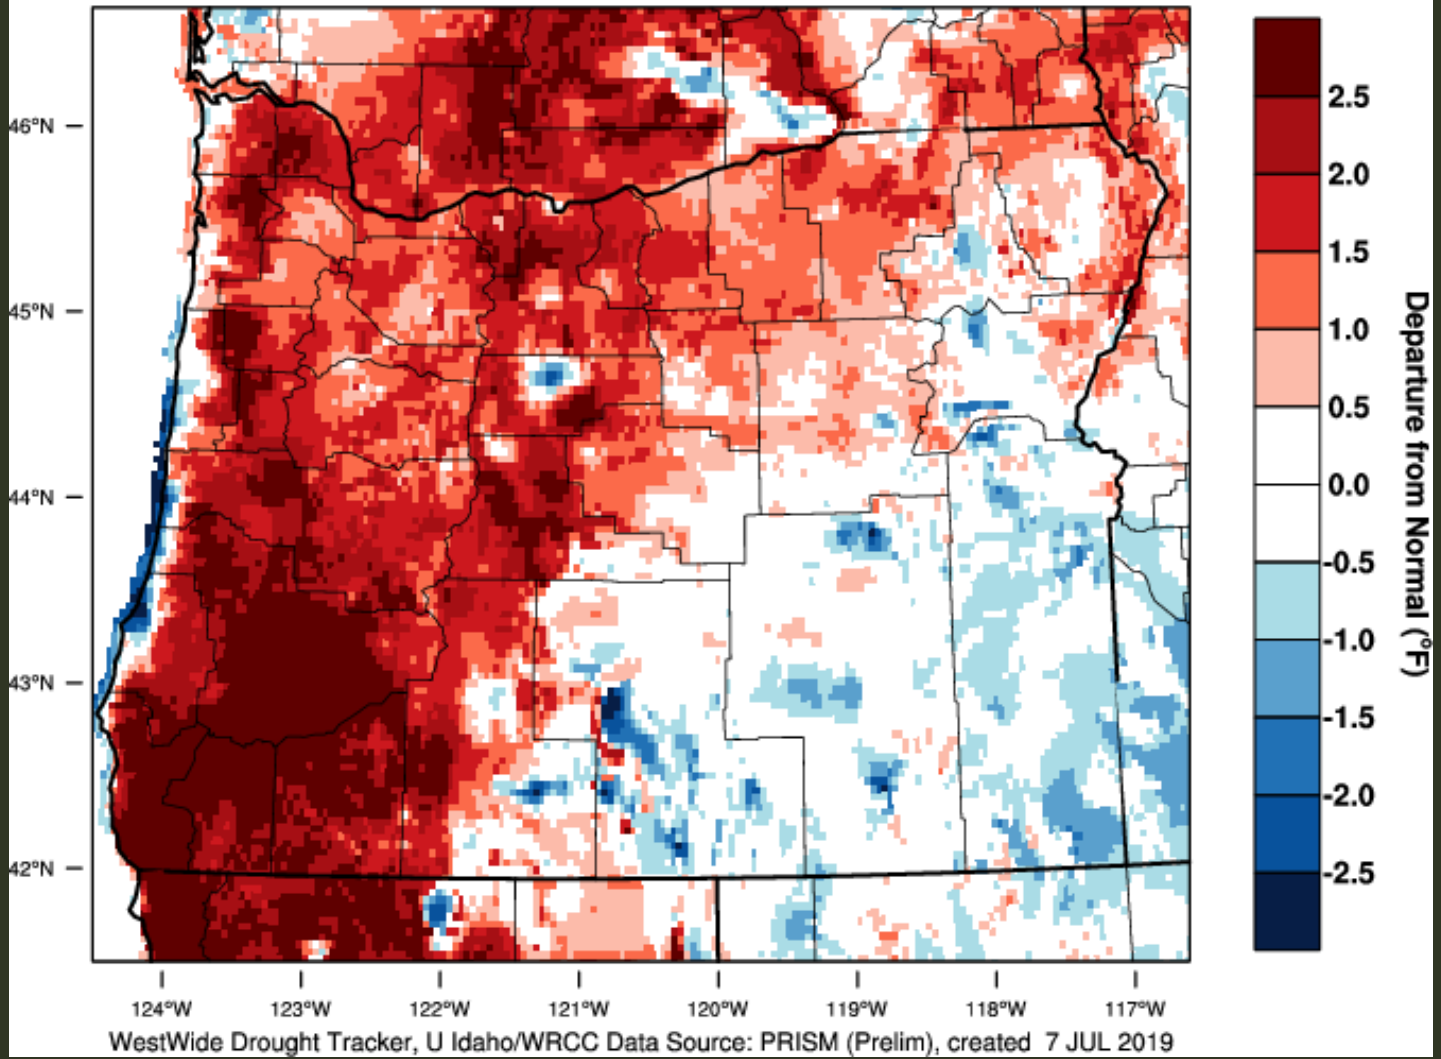 46°N
45°N
44°N
43°N
42°N
124°W 123°W 122°W 121°W 120°W 119°W 118°W 117°W
2.5
2.0
1.5
1.0
0.5
0.0
-0.5
-1.0
-1.5
-2.0
-2.5
Departure from Normal (°F)
WestWide Drought Tracker, U Idaho/WRCC Data Source: PRISM (Prelim), created 7 JUL 2019